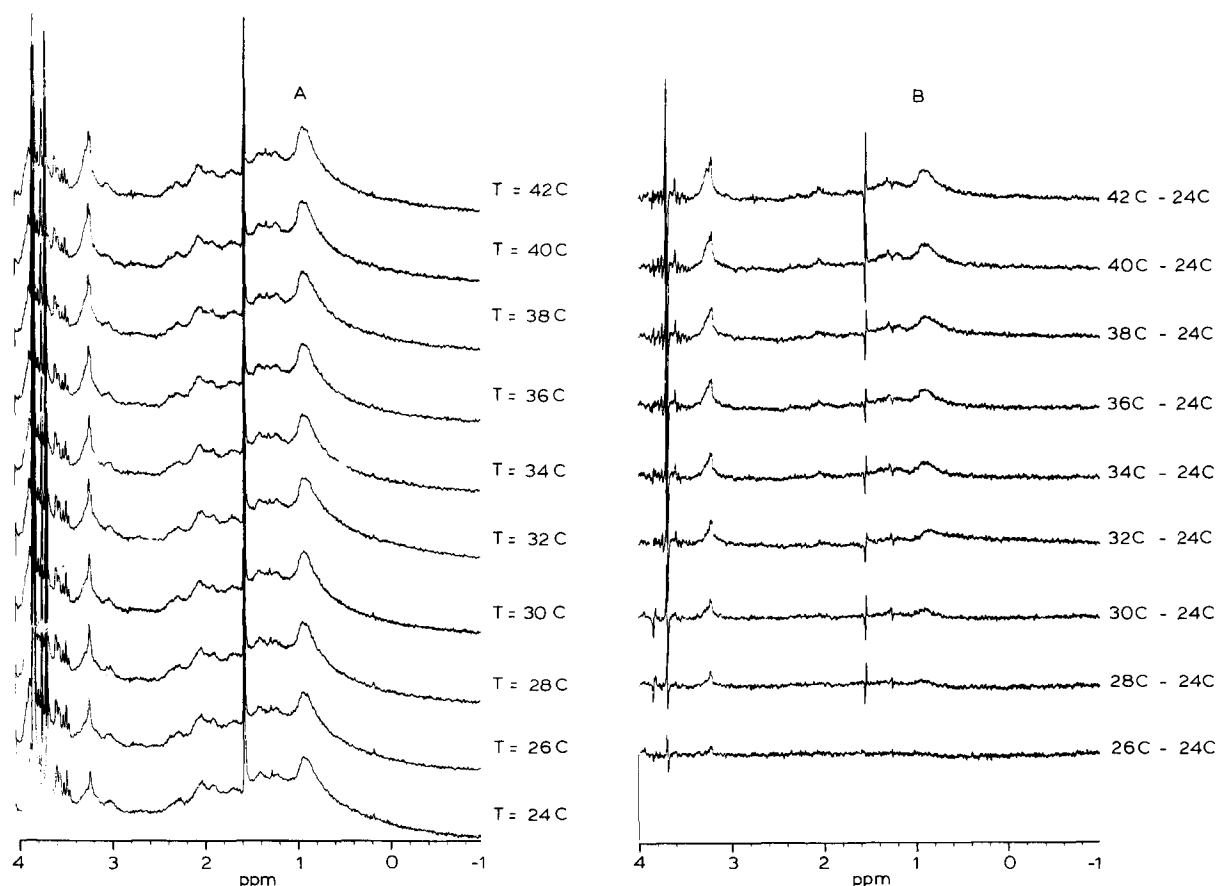 A
T = 42C
T = 40C
T = 38C
T = 36C
T = 34C
T = 32C
T = 30C
T = 28C
T = 26C
T = 24C
4 3 2 1 0 -1
ppm
B
42C - 24C
40C - 24C
38C - 24C
36C - 24C
34C - 24C
32C - 24C
30C - 24C
28C - 24C
26C - 24C
4 3 2 1 0 -1
ppm